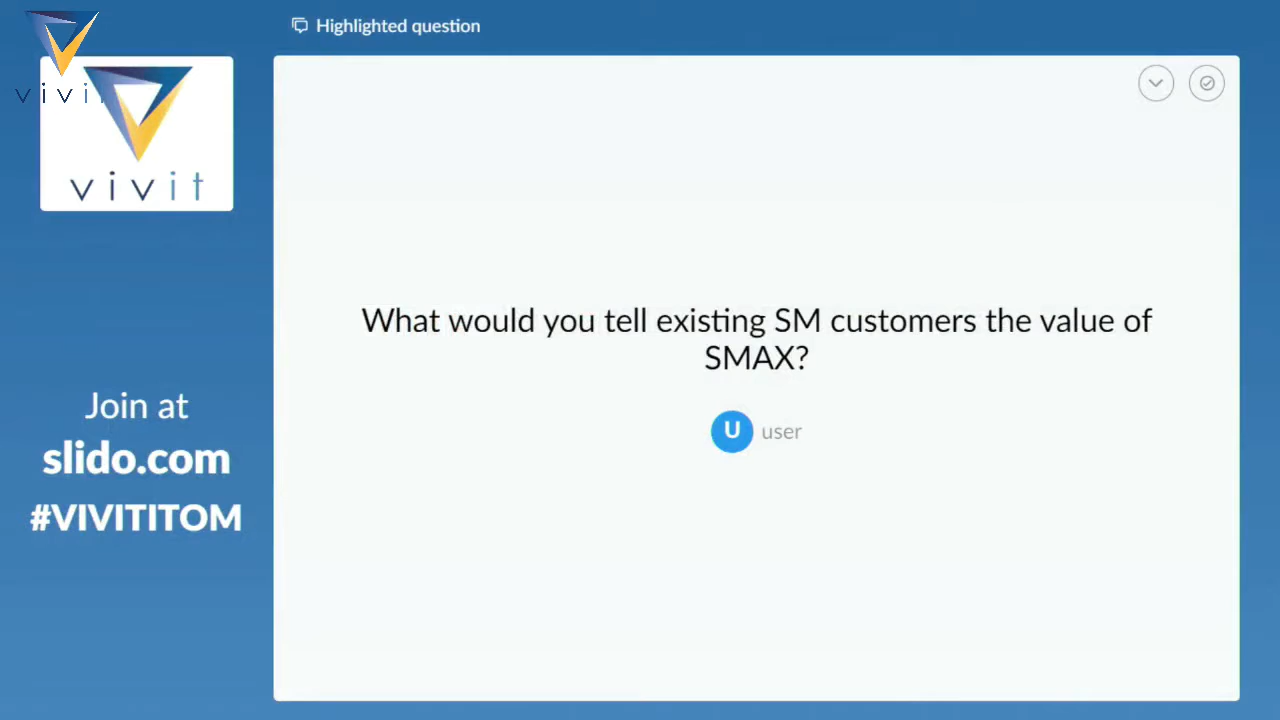 Highlighted question
vivit
vivit
What would you tell existing SM customers the value of
SMAX?
U user
Join at
slido.com
#VIVITITOM